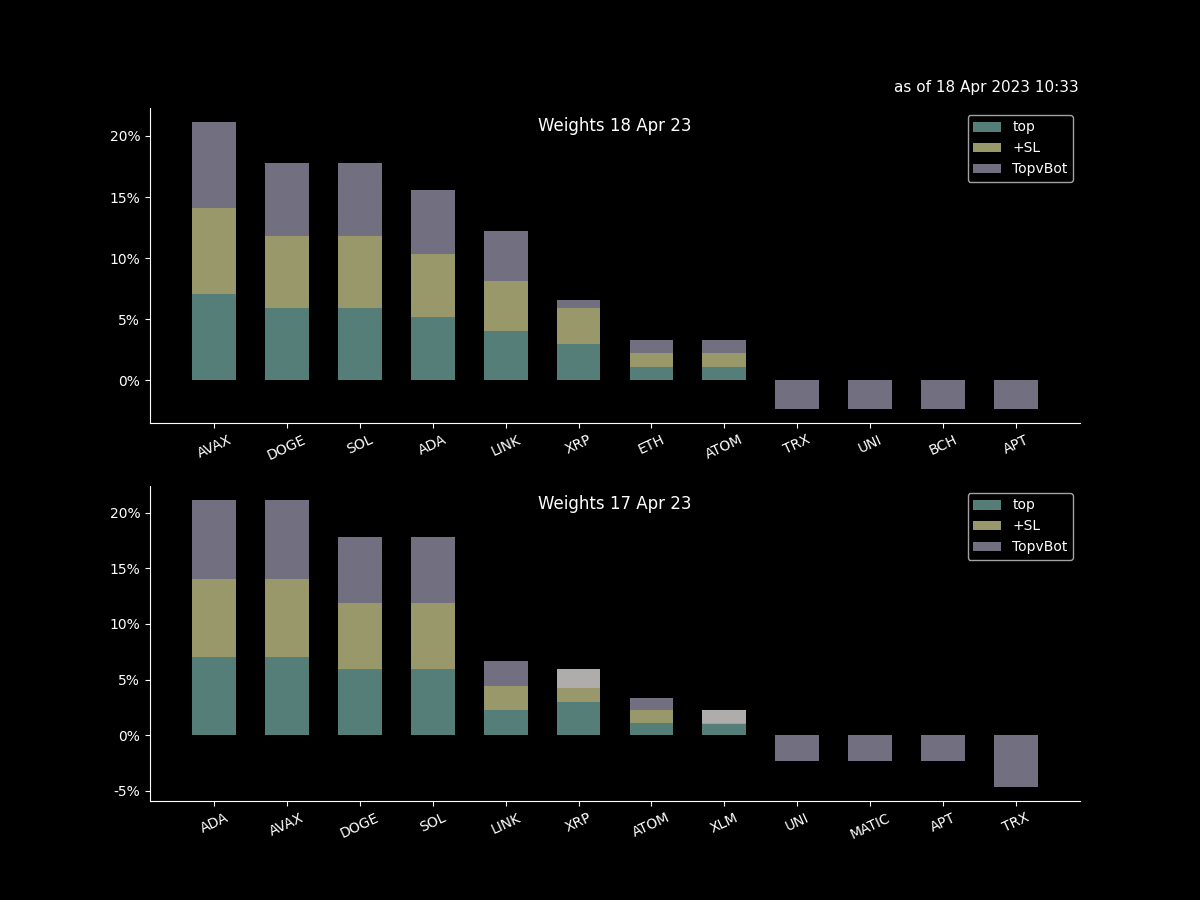 as of 18 Apr 2023 10:33
Weights 18 Apr 23
top
+SL
TopvBot
20%
15%
10%
5%
0%
AVAX DOGE SOL ADA LINK XRP ETH ATOM TRX UNI BCH APT
Weights 17 Apr 23
top
+SL
TopvBot
20%
15%
10%
5%
0%
-5%
ADA AVAX DOGE SOL LINK XRP ATOM XLM UNI MATIC APT TRX